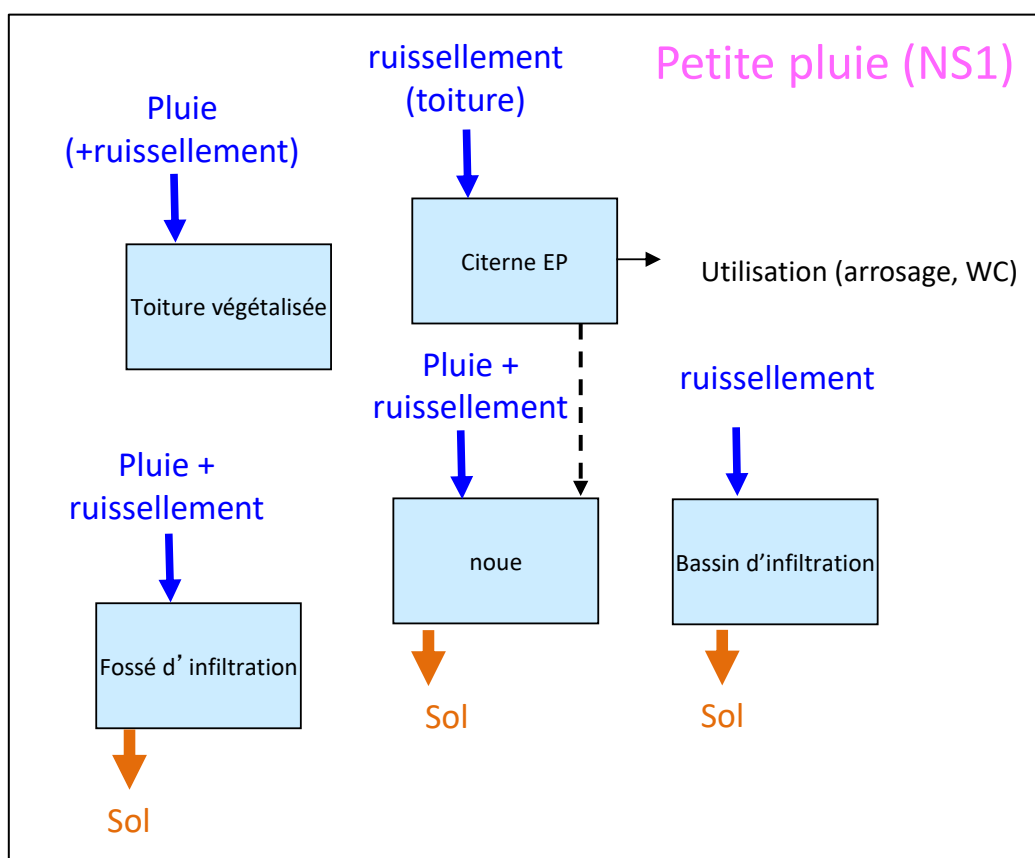 Petite pluie (NS1)
ruissellement
(toiture)
Pluie
(+ruissellement)
Citerne EP
Utilisation (arrosage, WC)
Toiture végétalisée
Pluie +
ruissellement
ruissellement
Pluie +
ruissellement
noue
Bassin d’infiltration
Fossé d’ infiltration
Sol
Sol
Sol